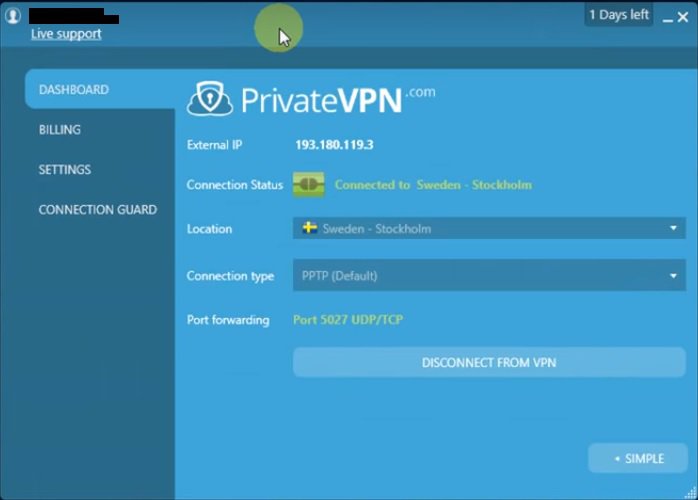 1 Days left
Live support
DASHBOARD
BILLING
SETTINGS
CONNECTION GUARD
PrivateVPN.com
External IP 193.180.119.3
Connection Status Connected to Sweden - Stockholm
Location Sweden - Stockholm
Connection type PPTP (Default)
Port forwarding Port 5027 UDP/TCP
DISCONNECT FROM VPN
SIMPLE